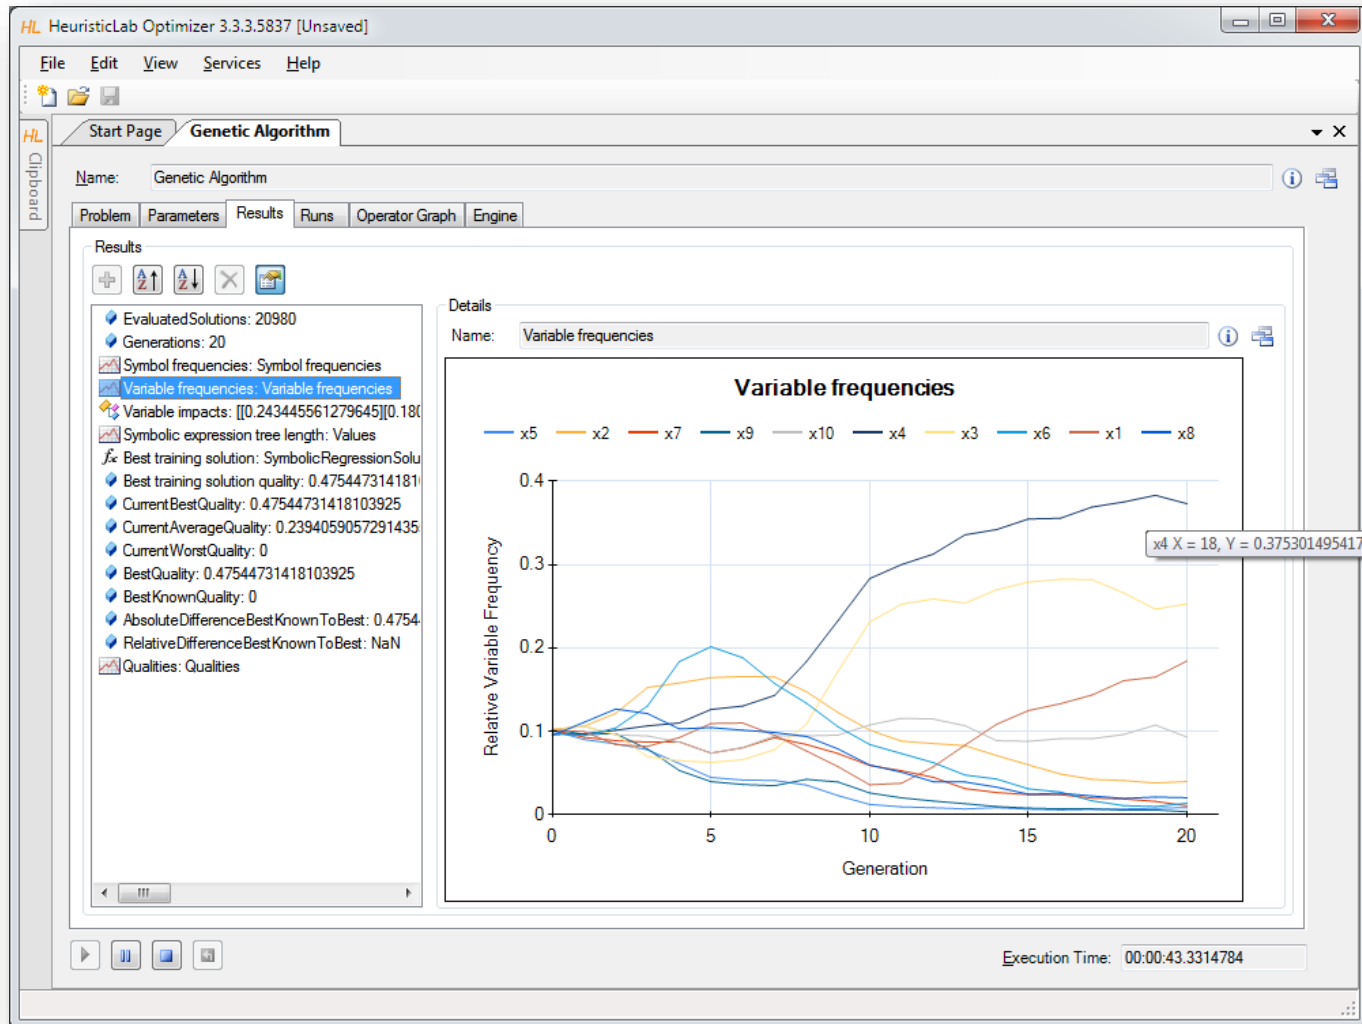 HL HeuristicLab Optimizer 3.3.3.5837 [Unsaved]
File Edit View Services Help
HL Clipboard
Start Page Genetic Algorithm
Name: Genetic Algorithm
Problem Parameters Results Runs Operator Graph Engine
Results
EvaluatedSolutions: 20980
Generations: 20
Symbol frequencies: Symbol frequencies
Variable frequencies: Variable frequencies
Variable impacts: [[0.243445561279645][0.180
Symbolic expression tree length: Values
fx Best training solution: SymbolicRegressionSolu
Best training solution quality: 0.4754473141810
CurrentBestQuality: 0.47544731418103925
CurrentAverageQuality: 0.2394059057291435
CurrentWorstQuality: 0
BestQuality: 0.47544731418103925
BestKnownQuality: 0
AbsoluteDifferenceBestKnownToBest: 0.4754
RelativeDifferenceBestKnownToBest: NaN
Qualities: Qualities
Details
Name: Variable frequencies
Variable frequencies
x5 x2 x7 x9 x10 x4 x3 x6 x1 x8
Relative Variable Frequency
0.4
0.3
0.2
0.1
0
x4 X = 18, Y = 0.375301495417
0 5 10 15 20
Generation
Execution Time: 00:00:43.3314784